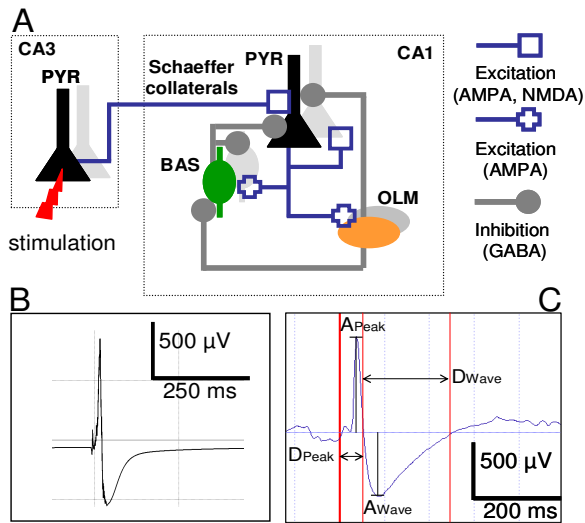 A
CA3
PYR
stimulation
Schaeffer
collaterals
PYR
CA1
BAS
OLM
Excitation
(AMPA, NMDA)
Excitation
(AMPA)
Inhibition
(GABA)
B
500 µV
250 ms
C
APeak
DWave
DPeak
AWave
500 µV
200 ms